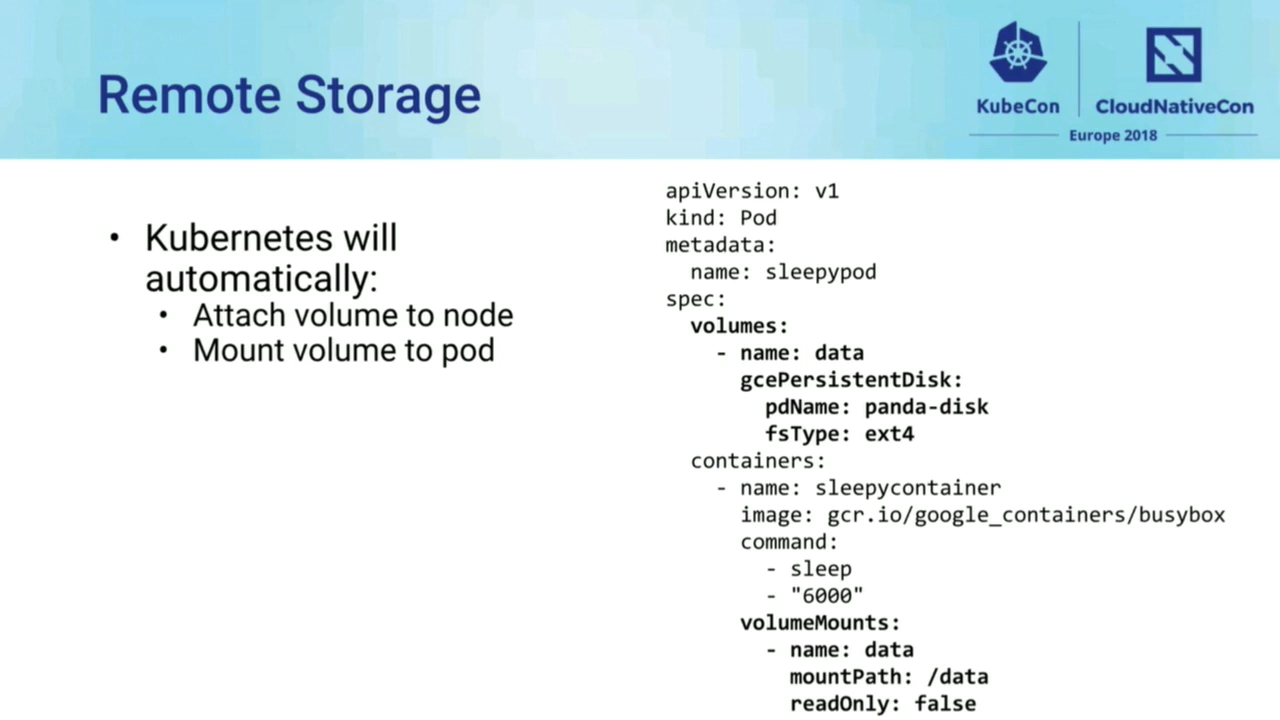 Remote Storage
KubeCon
CloudNativeCon
Europe 2018
• Kubernetes will
automatically:
• Attach volume to node
• Mount volume to pod
apiVersion: v1
kind: Pod
metadata:
  name: sleepypod
spec:
  volumes:
    - name: data
      gcePersistentDisk:
        pdName: panda-disk
        fsType: ext4
  containers:
    - name: sleepycontainer
      image: gcr.io/google_containers/busybox
      command:
        - sleep
        - "6000"
      volumeMounts:
        - name: data
          mountPath: /data
          readOnly: false